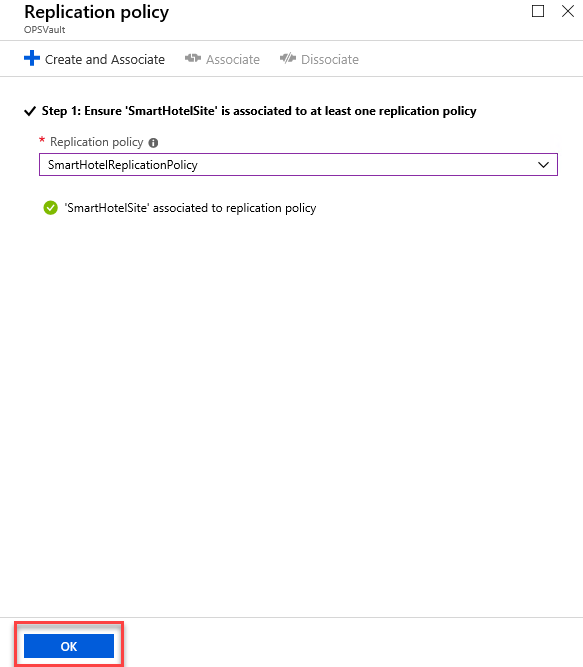 Replication policy
OPSVault
Create and Associate Associate Dissociate
Step 1: Ensure 'SmartHotelSite' is associated to at least one replication policy
* Replication policy
SmartHotelReplicationPolicy
'SmartHotelSite' associated to replication policy
OK